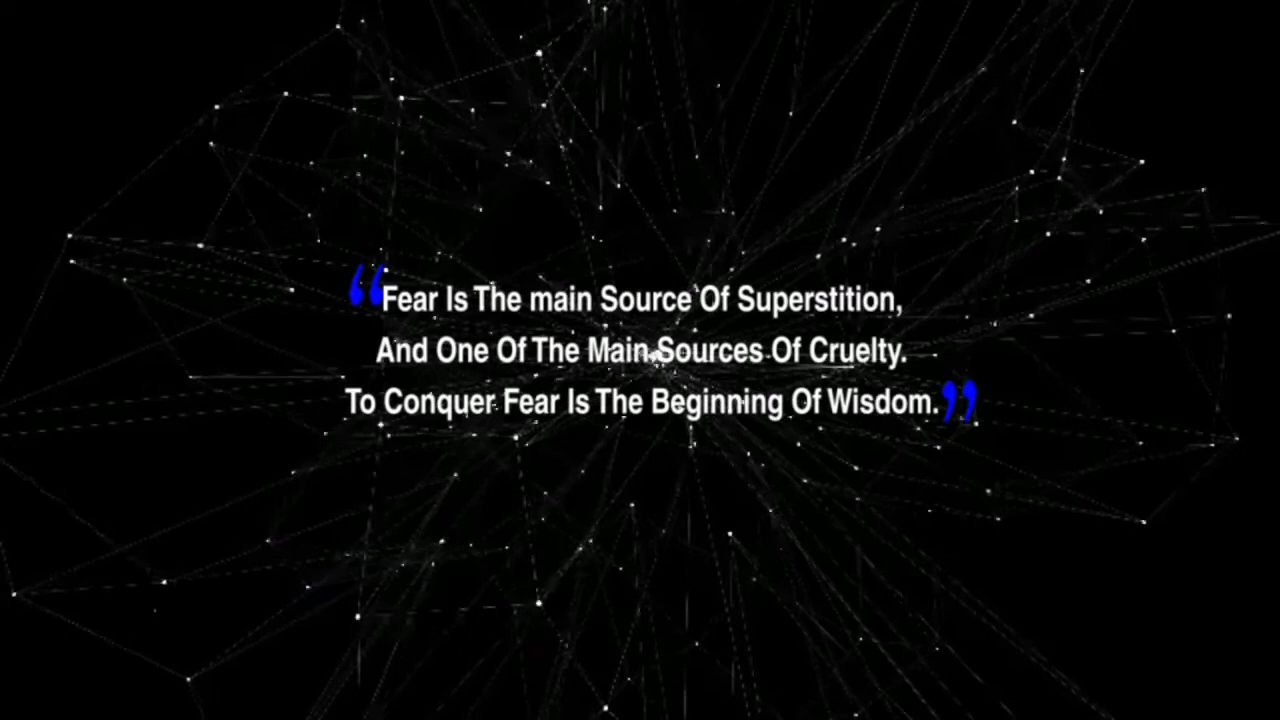 “Fear Is The main Source Of Superstition,
And One Of The Main Sources Of Cruelty.
To Conquer Fear Is The Beginning Of Wisdom.”